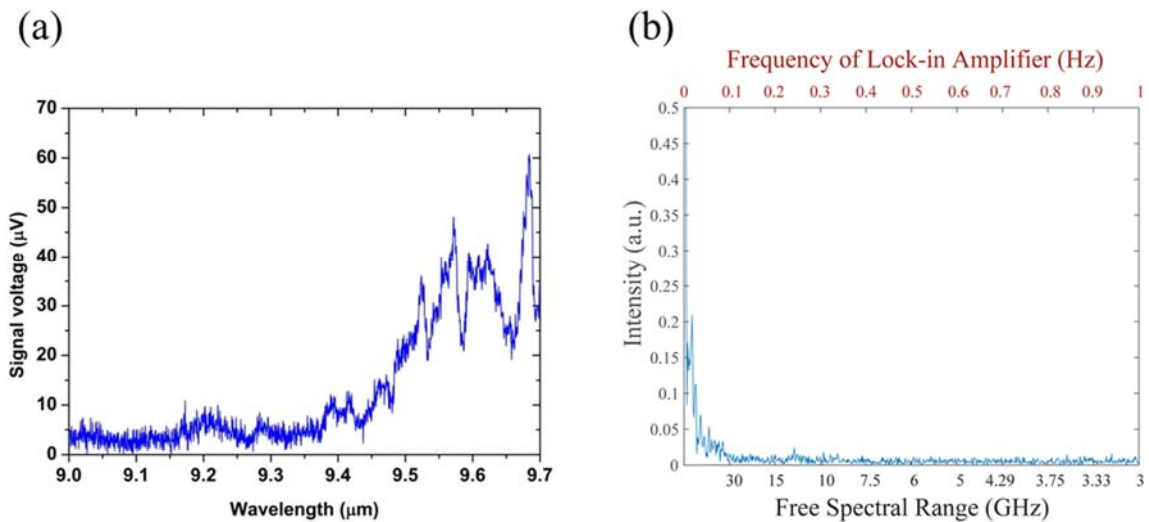 (a)
70
60
50
40
30
20
10
0
Signal voltage (μV)
9.0 9.1 9.2 9.3 9.4 9.5 9.6 9.7
Wavelength (μm)
(b)
Frequency of Lock-in Amplifier (Hz)
0 0.1 0.2 0.3 0.4 0.5 0.6 0.7 0.8 0.9 1
0.5
0.45
0.4
0.35
0.3
0.25
0.2
0.15
0.1
0.05
0
Intensity (a.u.)
30 15 10 7.5 6 5 4.29 3.75 3.33 3
Free Spectral Range (GHz)